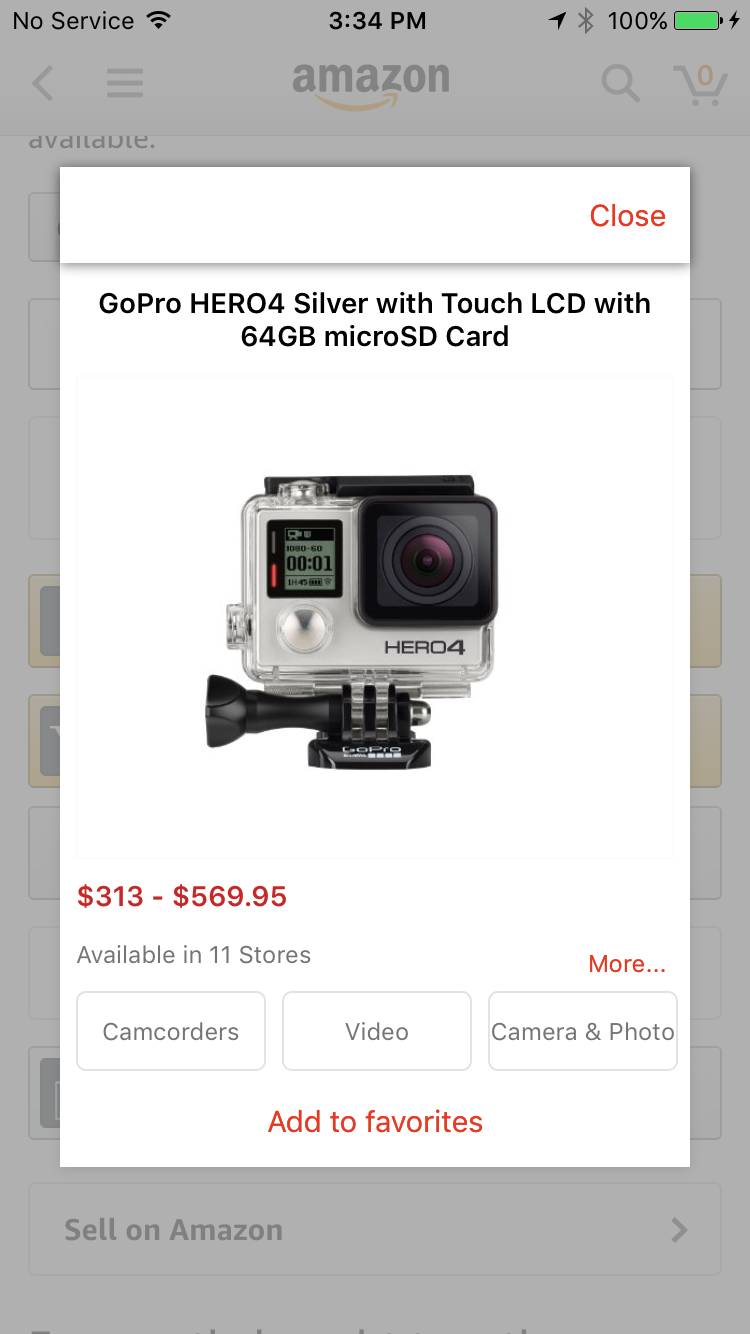 No Service 3:34 PM 100%
amazon 0
available.
Close
GoPro HERO4 Silver with Touch LCD with
64GB microSD Card
1080-60
00:01
1H:45
HERO4
GoPro
$313 - $569.95
Available in 11 Stores
More...
Camcorders Video Camera & Photo
Add to favorites
Sell on Amazon